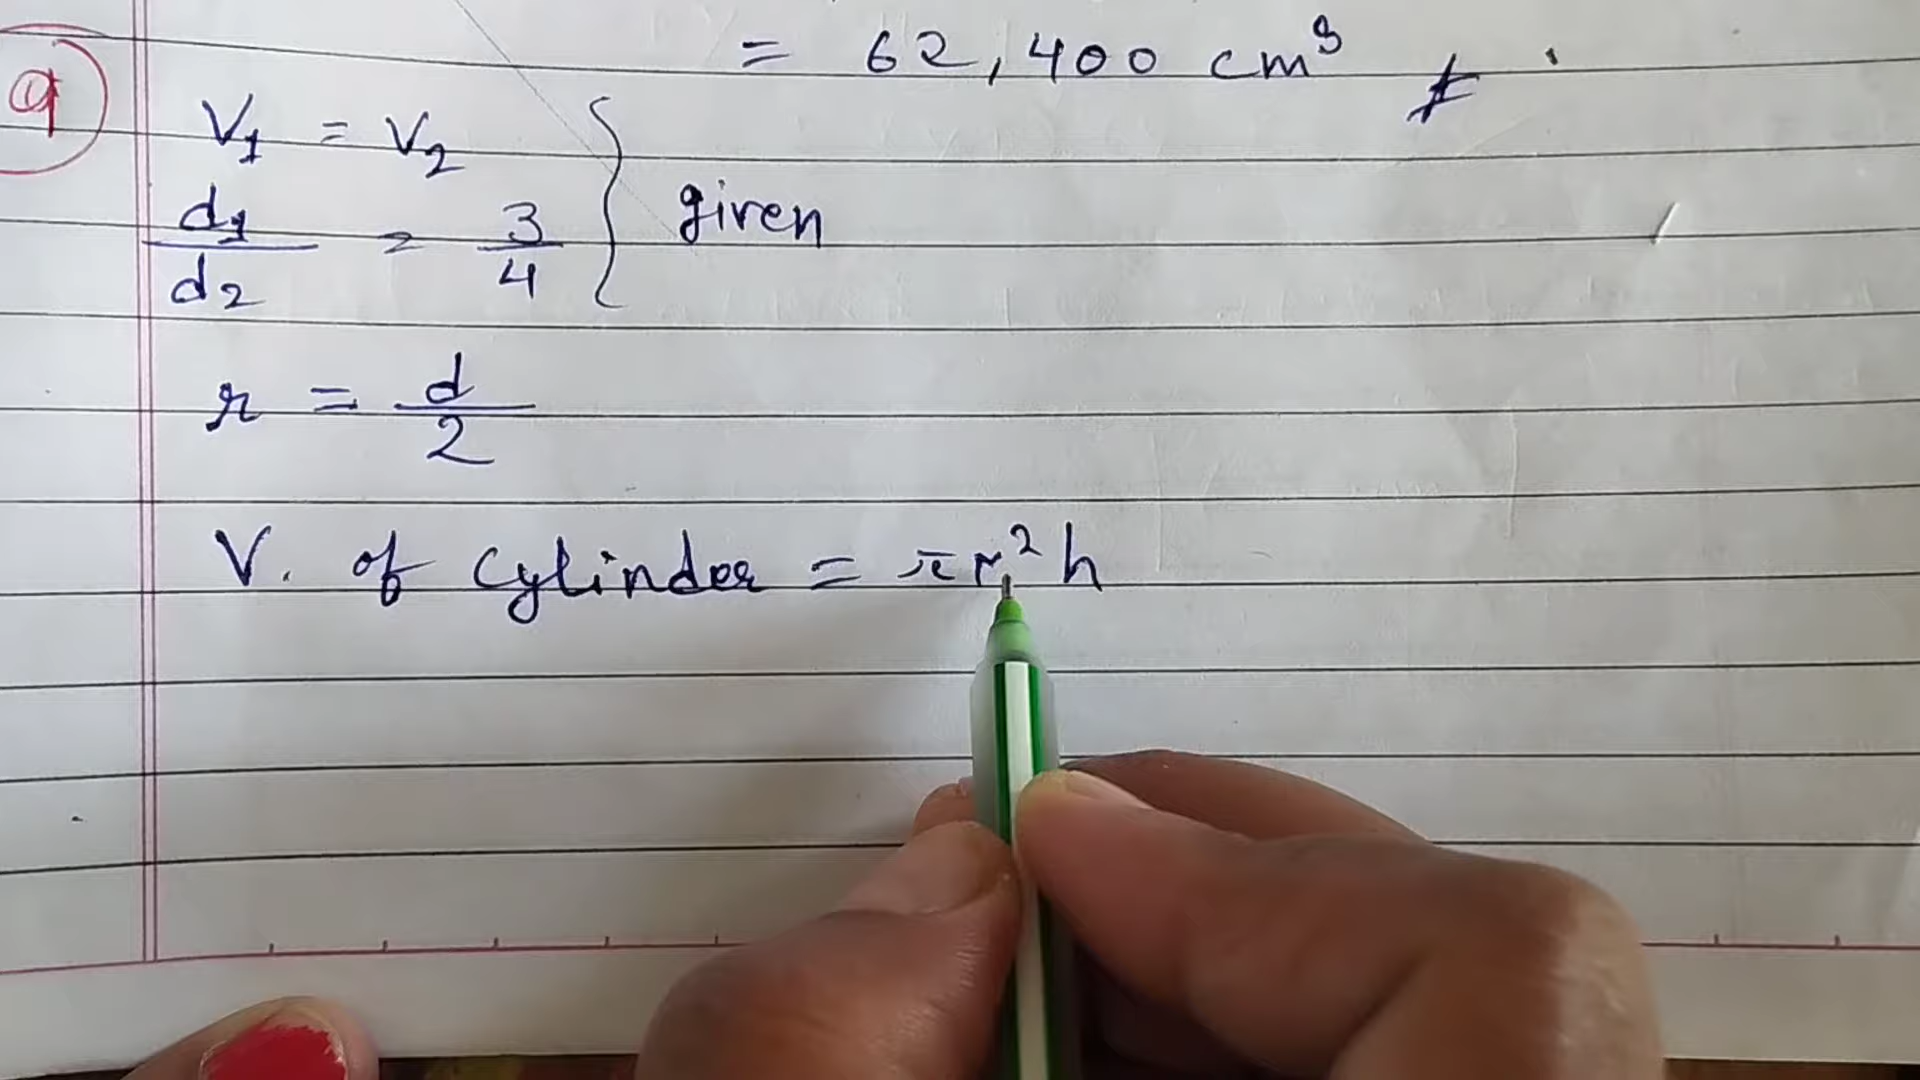 = 62,400 cm³
9
V₁ = V₂
d₁/d₂ = 3/4 } given
r = d/2
V. of cylinder = πr²h